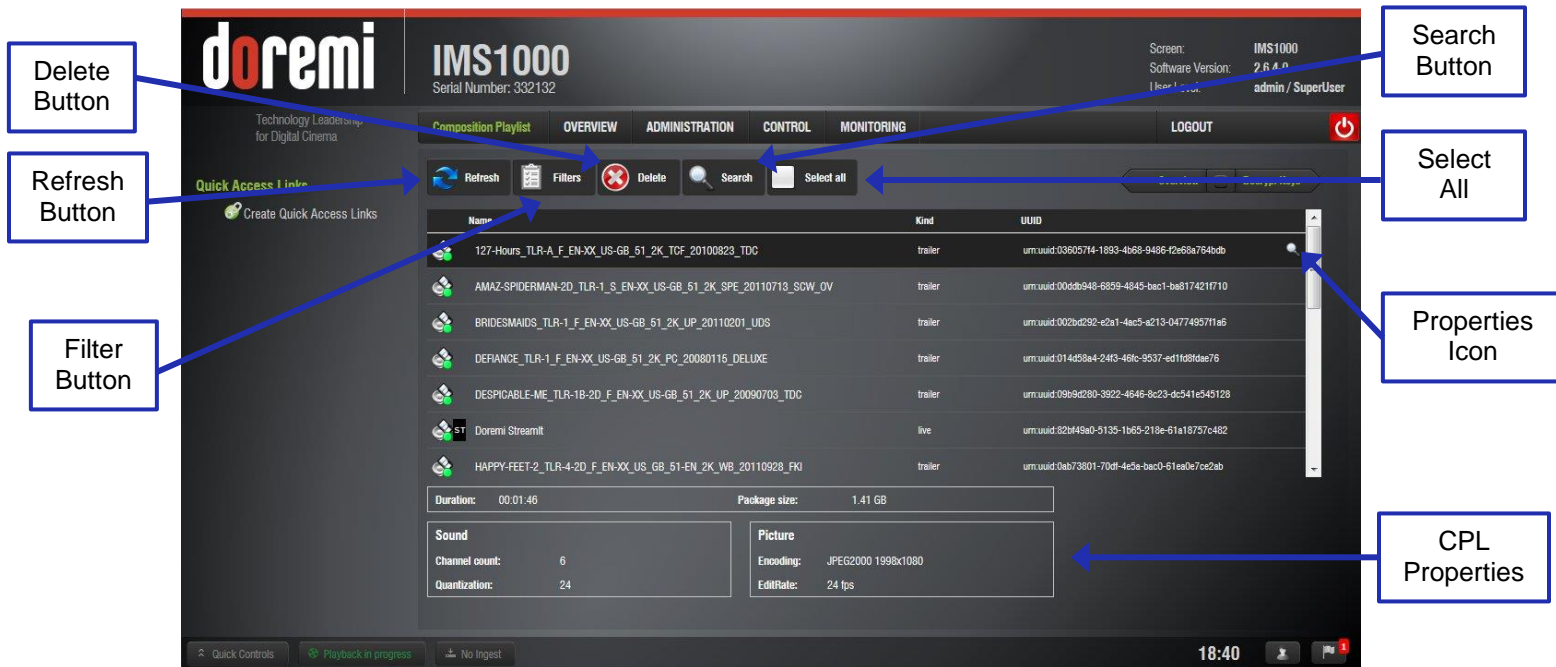 doremi
Technology Leadership
for Digital Cinema
IMS1000
Serial Number: 332132
Screen: IMS1000
Software Version: 2.6.4-0
User Level: admin / SuperUser
Composition Playlist OVERVIEW ADMINISTRATION CONTROL MONITORING LOGOUT
Delete
Button
Search
Button
Refresh
Button
Select
All
Filter
Button
Properties
Icon
CPL
Properties
Quick Access Links
Create Quick Access Links
Refresh Filters Delete Search Select all
Overview Decrypt Keys
Name Kind UUID
127-Hours_TLR-A_F_EN-XX_US-GB_51_2K_TCF_20100823_TDC trailer urn:uuid:036057f4-1893-4b68-9486-f2e68a764bdb
AMAZ-SPIDERMAN-2D_TLR-1_S_EN-XX_US-GB_51_2K_SPE_20110713_SCW_OV trailer urn:uuid:00ddb948-6859-4845-bac1-ba817421f710
BRIDESMAIDS_TLR-1_F_EN-XX_US-GB_51_2K_UP_20110201_UDS trailer urn:uuid:002bd292-e2a1-4ac5-a213-04774957f1a6
DEFIANCE_TLR-1_F_EN-XX_US-GB_51_2K_PC_20080115_DELUXE trailer urn:uuid:014d58a4-24f3-46fc-9537-ed1fd8fdae76
DESPICABLE-ME_TLR-1B-2D_F_EN-XX_US-GB_51_2K_UP_20090703_TDC trailer urn:uuid:09b9d280-3922-4646-8c23-dc541e545128
ST Doremi StreamIt live urn:uuid:82bf49a0-5135-1b65-218e-61a18757c482
HAPPY-FEET-2_TLR-4-2D_F_EN-XX_US_GB_51-EN_2K_WB_20110928_FKI trailer urn:uuid:0ab73801-70df-4e5a-bac0-61ea0e7ce2ab
Duration: 00:01:46 Package size: 1.41 GB
Sound
Channel count: 6
Quantization: 24
Picture
Encoding: JPEG2000 1998x1080
EditRate: 24 fps
Quick Controls Playback in progress No Ingest 18:40 1